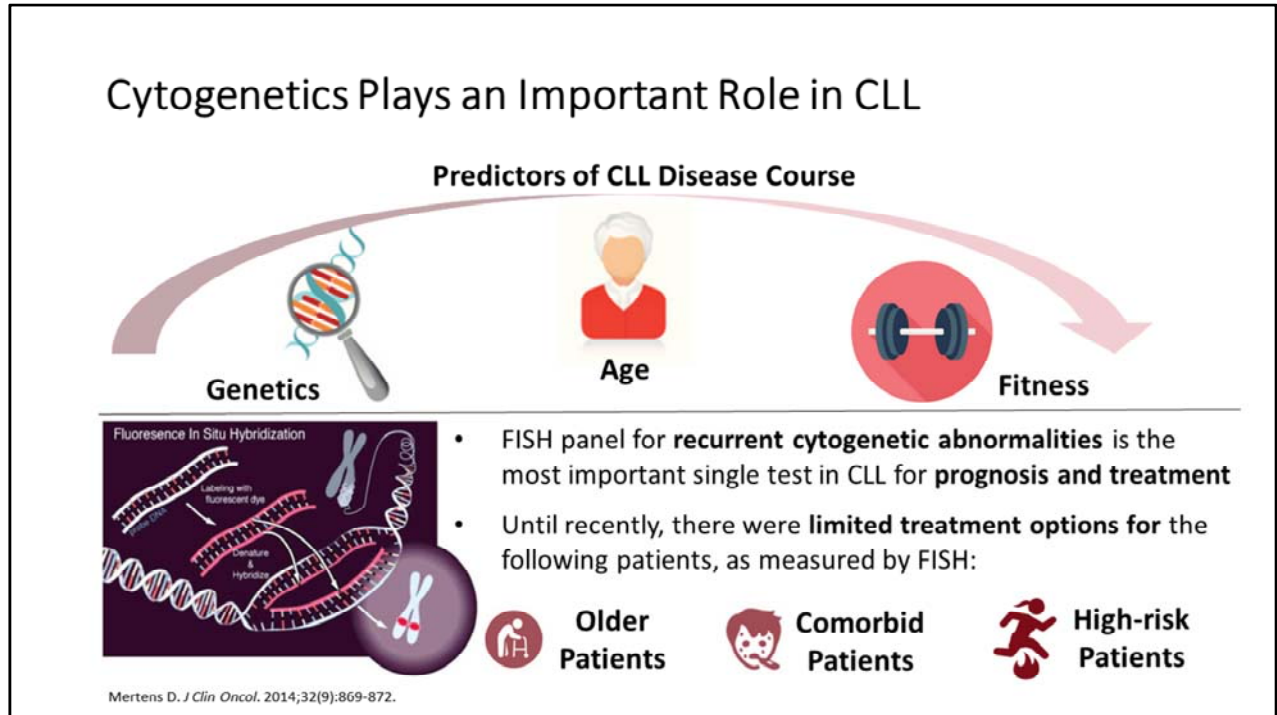 Cytogenetics Plays an Important Role in CLL
Predictors of CLL Disease Course
Genetics
Age
Fitness
Fluoresence In Situ Hybridization
Labeling with
fluorescent dye
probe DNA
Denature
&
Hybridize
• FISH panel for recurrent cytogenetic abnormalities is the
most important single test in CLL for prognosis and treatment
• Until recently, there were limited treatment options for the
following patients, as measured by FISH:
Older
Patients
Comorbid
Patients
High-risk
Patients
Mertens D. J Clin Oncol. 2014;32(9):869-872.